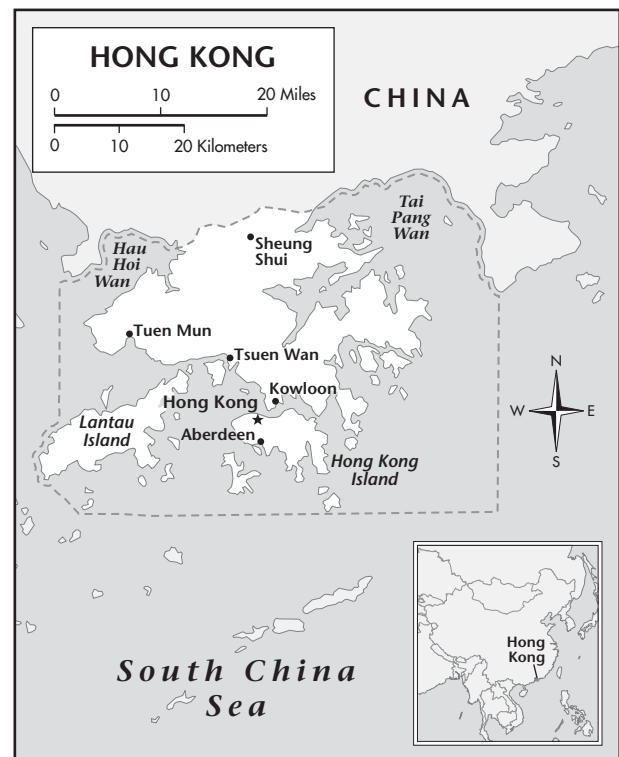 HONG KONG
0 10 20 Miles
0 10 20 Kilometers
CHINA
Tai
Pang
Wan
Hau
Hoi
Wan
Sheung
Shui
Tuen Mun
Tsuen Wan
Kowloon
Hong Kong
Lantau
Island
Aberdeen
Hong Kong
Island
N
W E
S
Hong
Kong
South China
Sea